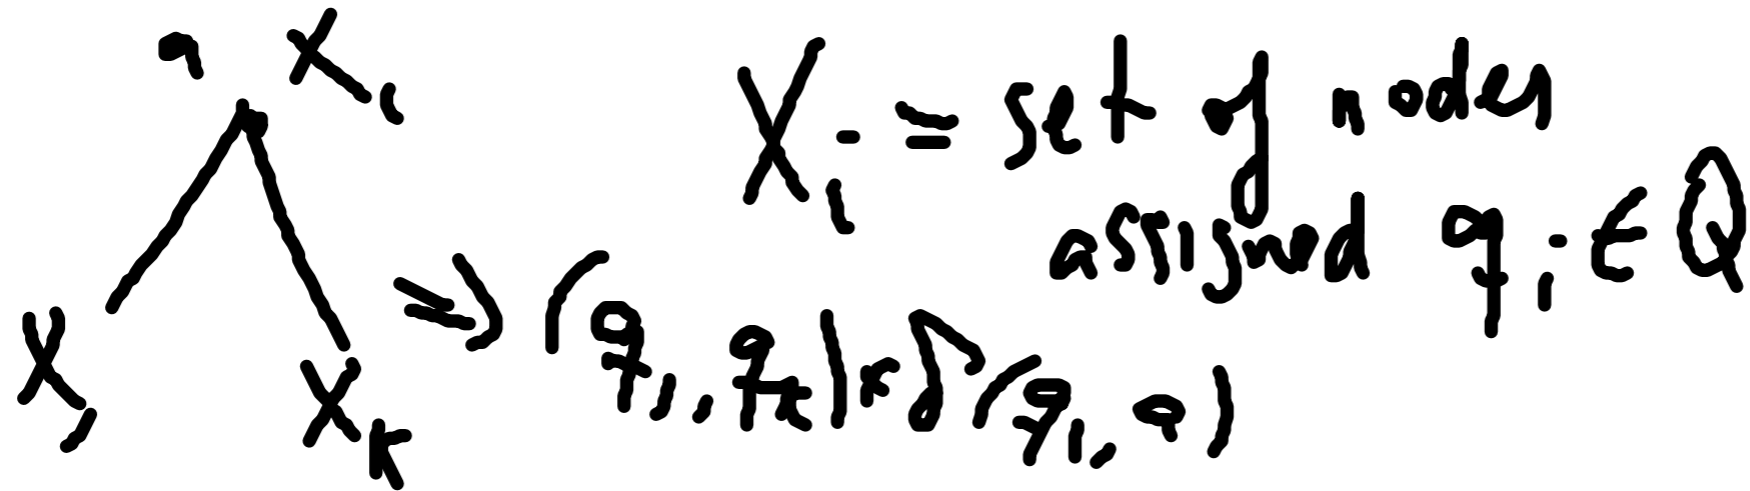 a X_i
X_i = set of nodes
assigned q_i ∈ Q
X_j X_k ⇒ (q_j, q_k) ∈ δ(q_i, a)